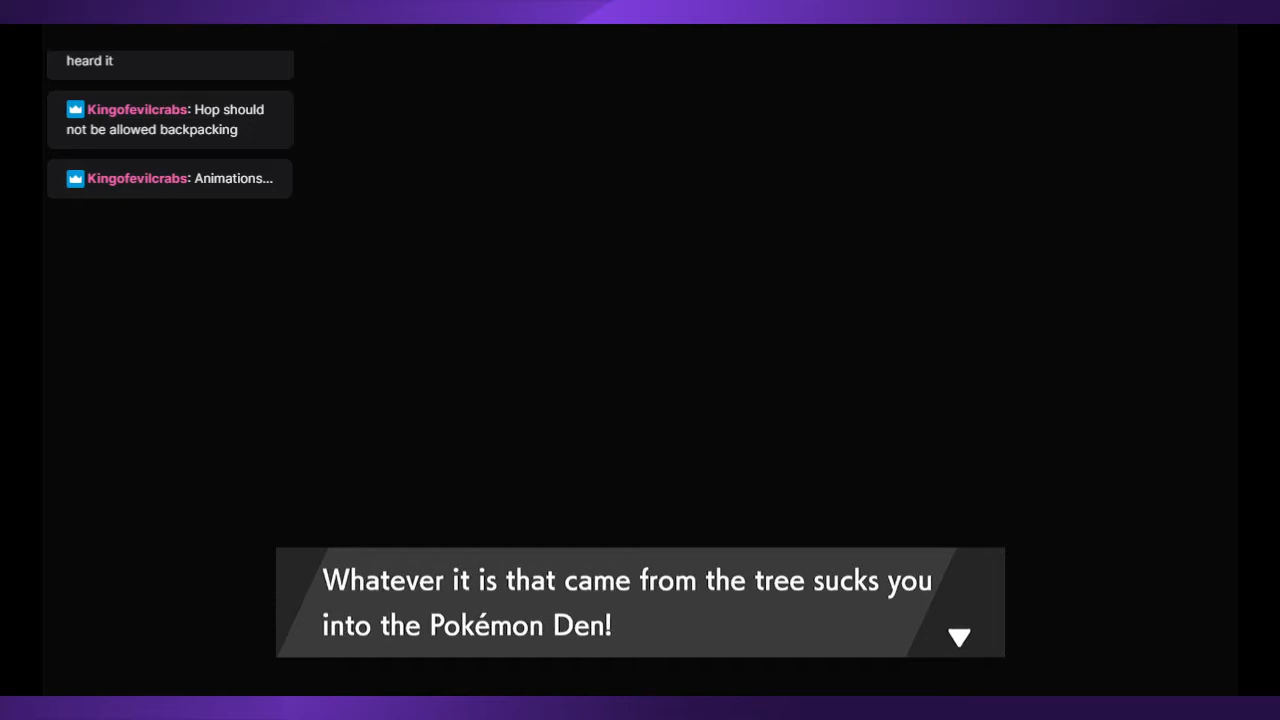 heard it
Kingofevilcrabs: Hop should
not be allowed backpacking
Kingofevilcrabs: Animations...
Whatever it is that came from the tree sucks you
into the Pokémon Den!